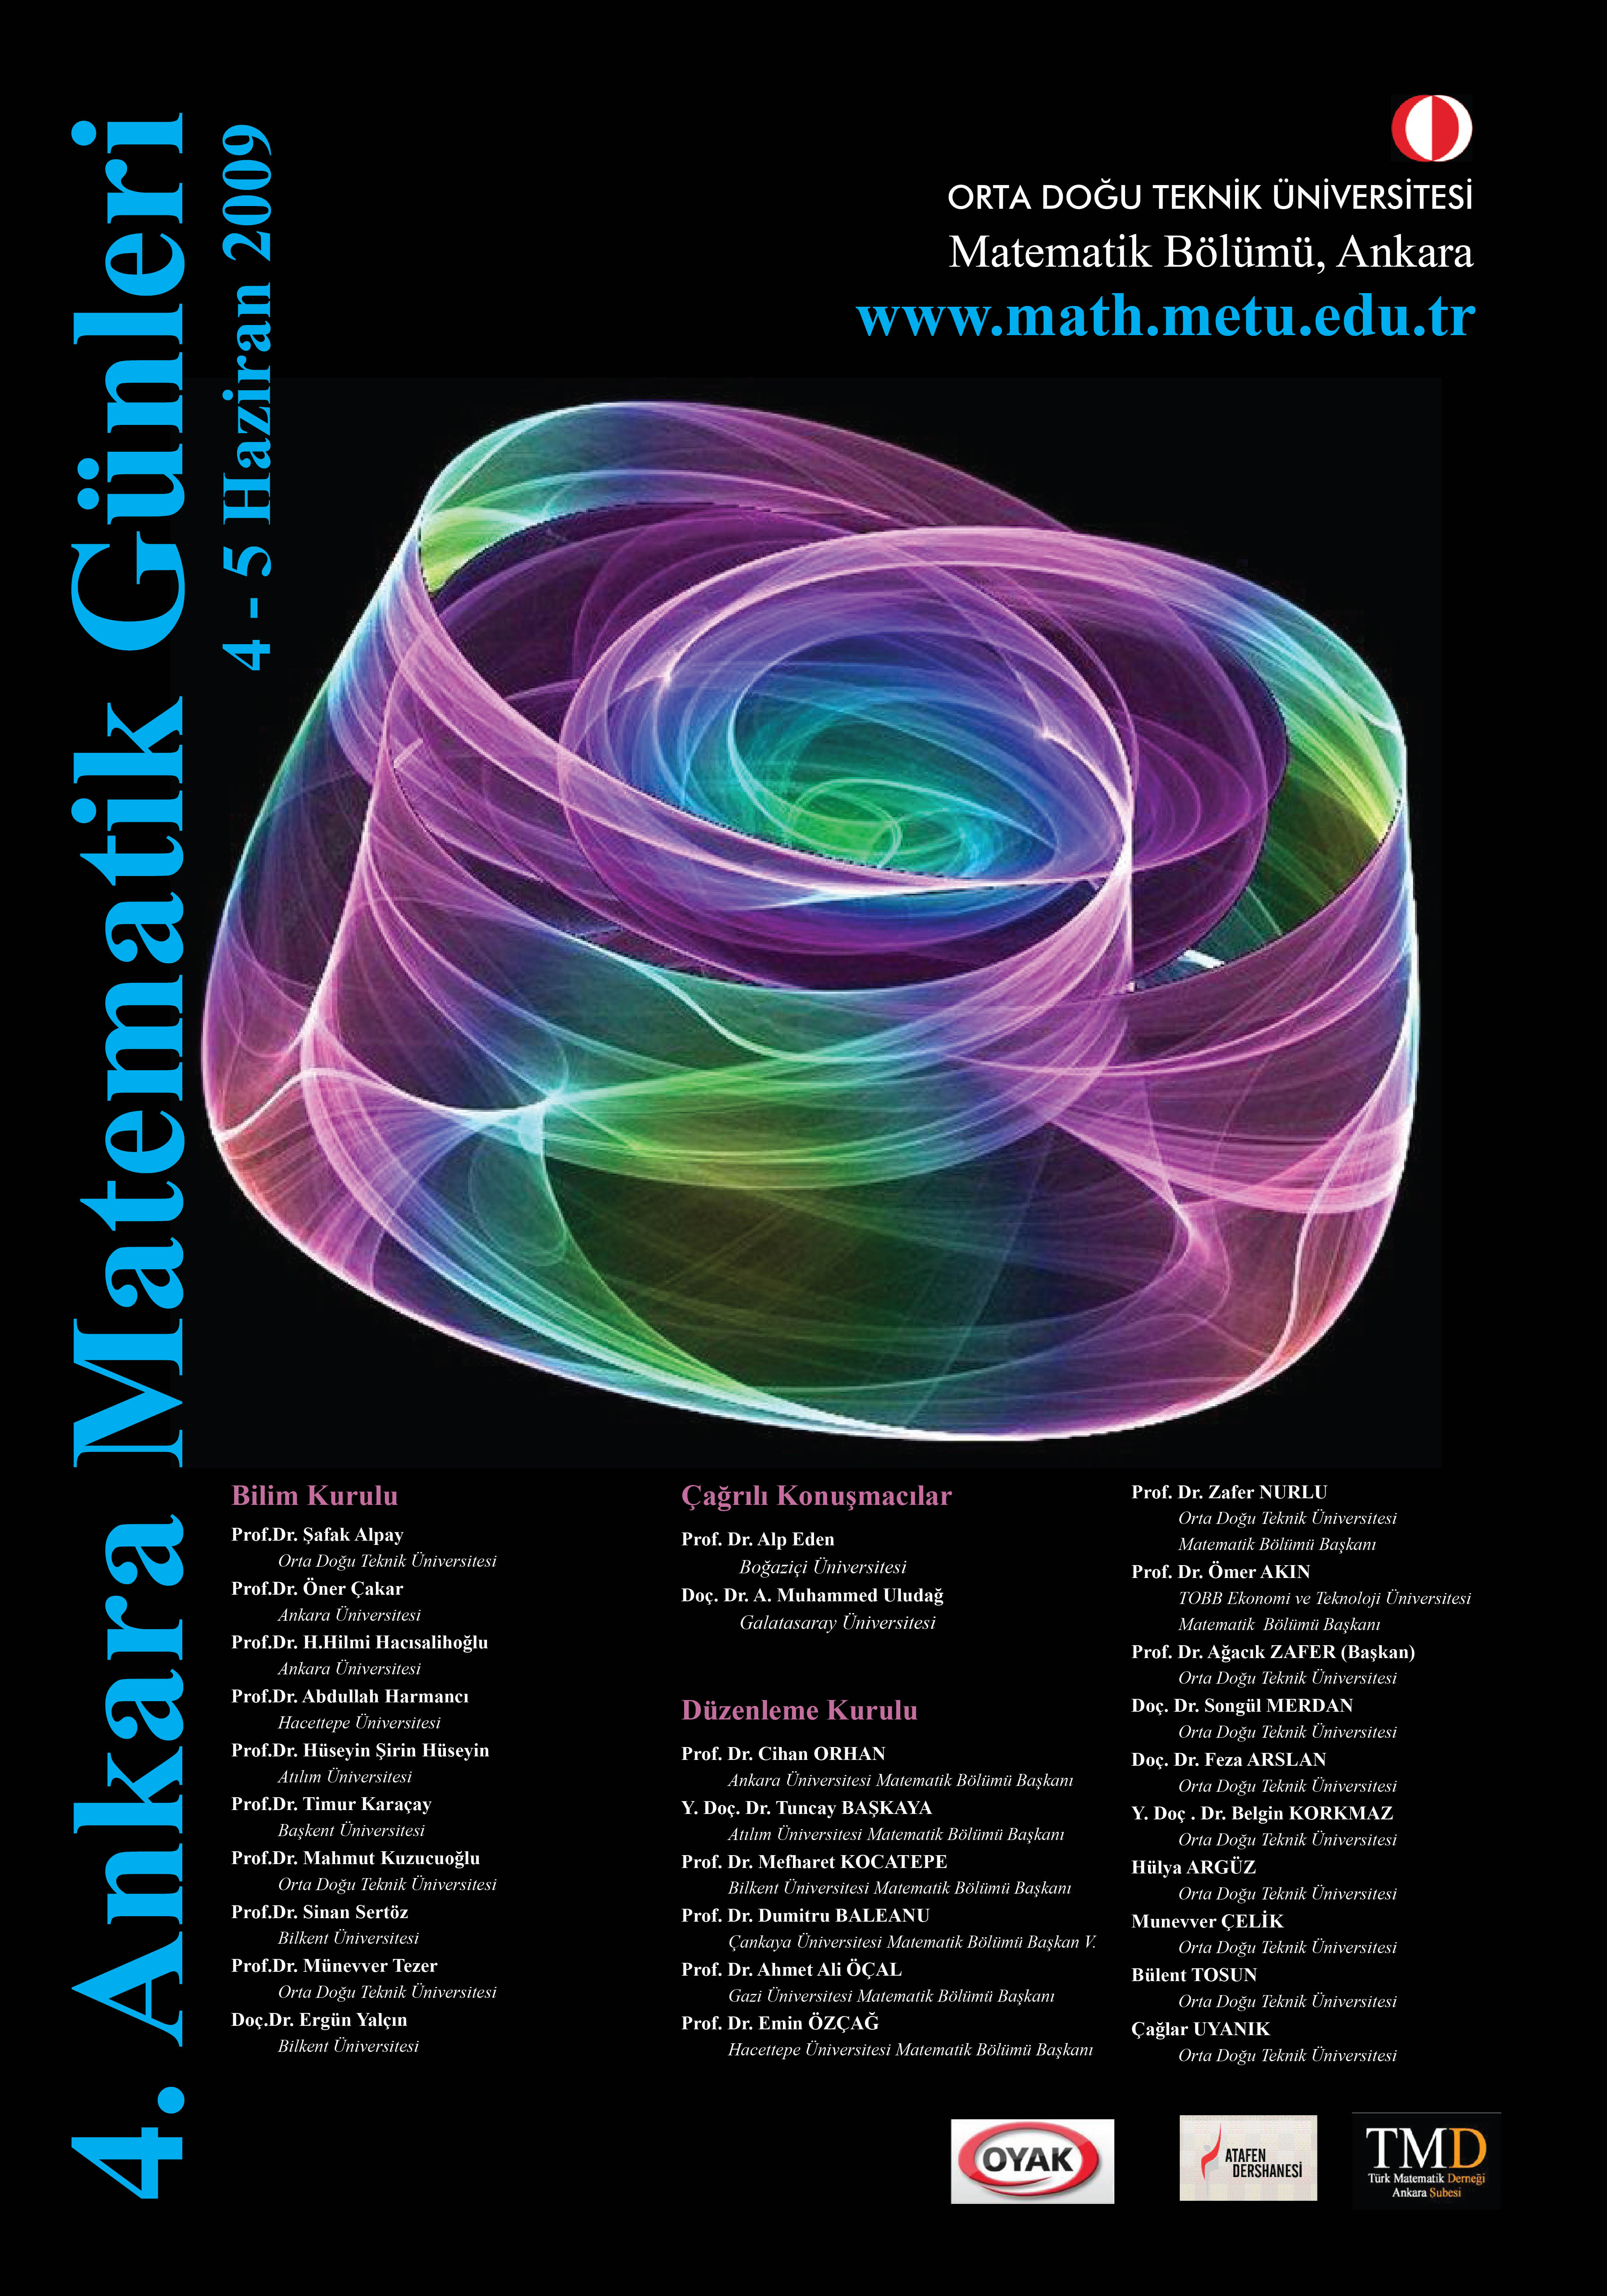 4. Ankara Matematik Günleri
4 - 5 Haziran 2009
ORTA DOĞU TEKNİK ÜNİVERSİTESİ
Matematik Bölümü, Ankara
www.math.metu.edu.tr
Bilim Kurulu
Prof.Dr. Şafak Alpay
Orta Doğu Teknik Üniversitesi
Prof.Dr. Öner Çakar
Ankara Üniversitesi
Prof.Dr. H.Hilmi Hacısalihoğlu
Ankara Üniversitesi
Prof.Dr. Abdullah Harmancı
Hacettepe Üniversitesi
Prof.Dr. Hüseyin Şirin Hüseyin
Atılım Üniversitesi
Prof.Dr. Timur Karaçay
Başkent Üniversitesi
Prof.Dr. Mahmut Kuzucuoğlu
Orta Doğu Teknik Üniversitesi
Prof.Dr. Sinan Sertöz
Bilkent Üniversitesi
Prof.Dr. Münevver Tezer
Orta Doğu Teknik Üniversitesi
Doç.Dr. Ergün Yalçın
Bilkent Üniversitesi
Çağrılı Konuşmacılar
Prof. Dr. Alp Eden
Boğaziçi Üniversitesi
Doç. Dr. A. Muhammed Uludağ
Galatasaray Üniversitesi
Düzenleme Kurulu
Prof. Dr. Cihan ORHAN
Ankara Üniversitesi Matematik Bölümü Başkanı
Y. Doç. Dr. Tuncay BAŞKAYA
Atılım Üniversitesi Matematik Bölümü Başkanı
Prof. Dr. Mefharet KOCATEPE
Bilkent Üniversitesi Matematik Bölümü Başkanı
Prof. Dr. Dumitru BALEANU
Çankaya Üniversitesi Matematik Bölümü Başkan V.
Prof. Dr. Ahmet Ali ÖÇAL
Gazi Üniversitesi Matematik Bölümü Başkanı
Prof. Dr. Emin ÖZÇAĞ
Hacettepe Üniversitesi Matematik Bölümü Başkanı
Prof. Dr. Zafer NURLU
Orta Doğu Teknik Üniversitesi
Matematik Bölümü Başkanı
Prof. Dr. Ömer AKIN
TOBB Ekonomi ve Teknoloji Üniversitesi
Matematik Bölümü Başkanı
Prof. Dr. Ağacık ZAFER (Başkan)
Orta Doğu Teknik Üniversitesi
Doç. Dr. Songül MERDAN
Orta Doğu Teknik Üniversitesi
Doç. Dr. Feza ARSLAN
Orta Doğu Teknik Üniversitesi
Y. Doç . Dr. Belgin KORKMAZ
Orta Doğu Teknik Üniversitesi
Hülya ARGÜZ
Orta Doğu Teknik Üniversitesi
Munevver ÇELİK
Orta Doğu Teknik Üniversitesi
Bülent TOSUN
Orta Doğu Teknik Üniversitesi
Çağlar UYANIK
Orta Doğu Teknik Üniversitesi
OYAK
ATAFEN
DERSHANESİ
TMD
Türk Matematik Derneği
Ankara Şubesi